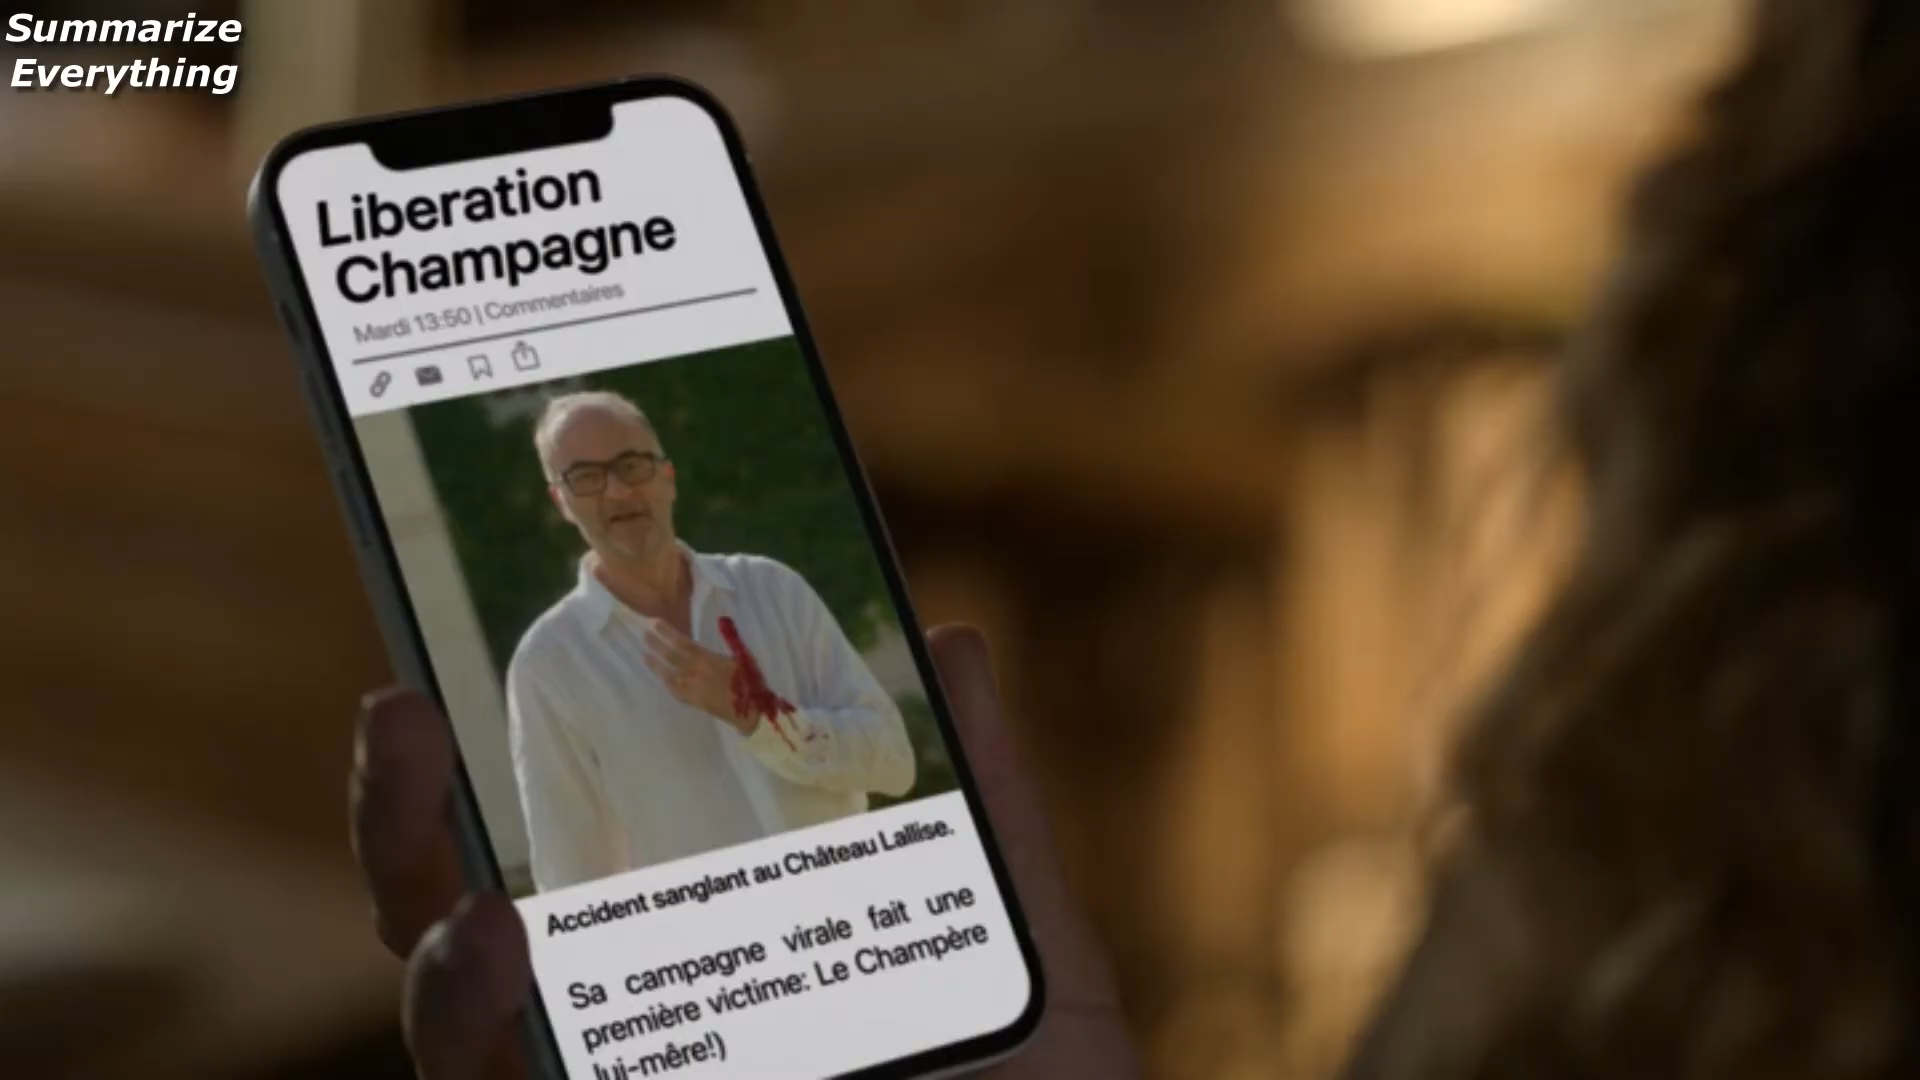 Summarize
Everything
Liberation
Champagne
Mardi 13:50 | Commentaires
Accident sanglant au Château Lallise.
Sa campagne virale fait une
première victime: Le Champère
lui-mêre!)